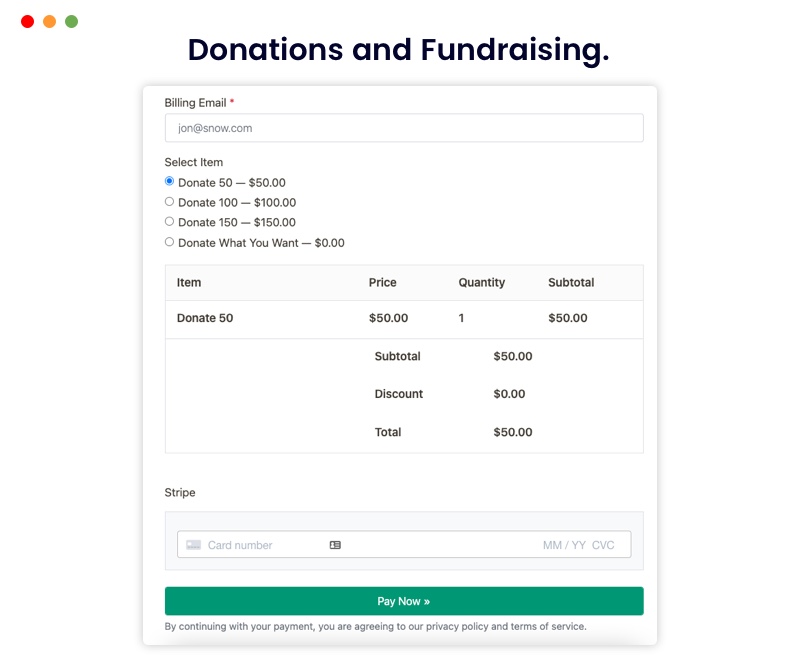 Donations and Fundraising.
Billing Email *
jon@snow.com
Select Item
Donate 50 — $50.00
Donate 100 — $100.00
Donate 150 — $150.00
Donate What You Want — $0.00
Item Price Quantity Subtotal
Donate 50 $50.00 1 $50.00
Subtotal $50.00
Discount $0.00
Total $50.00
Stripe
Card number MM / YY CVC
Pay Now »
By continuing with your payment, you are agreeing to our privacy policy and terms of service.